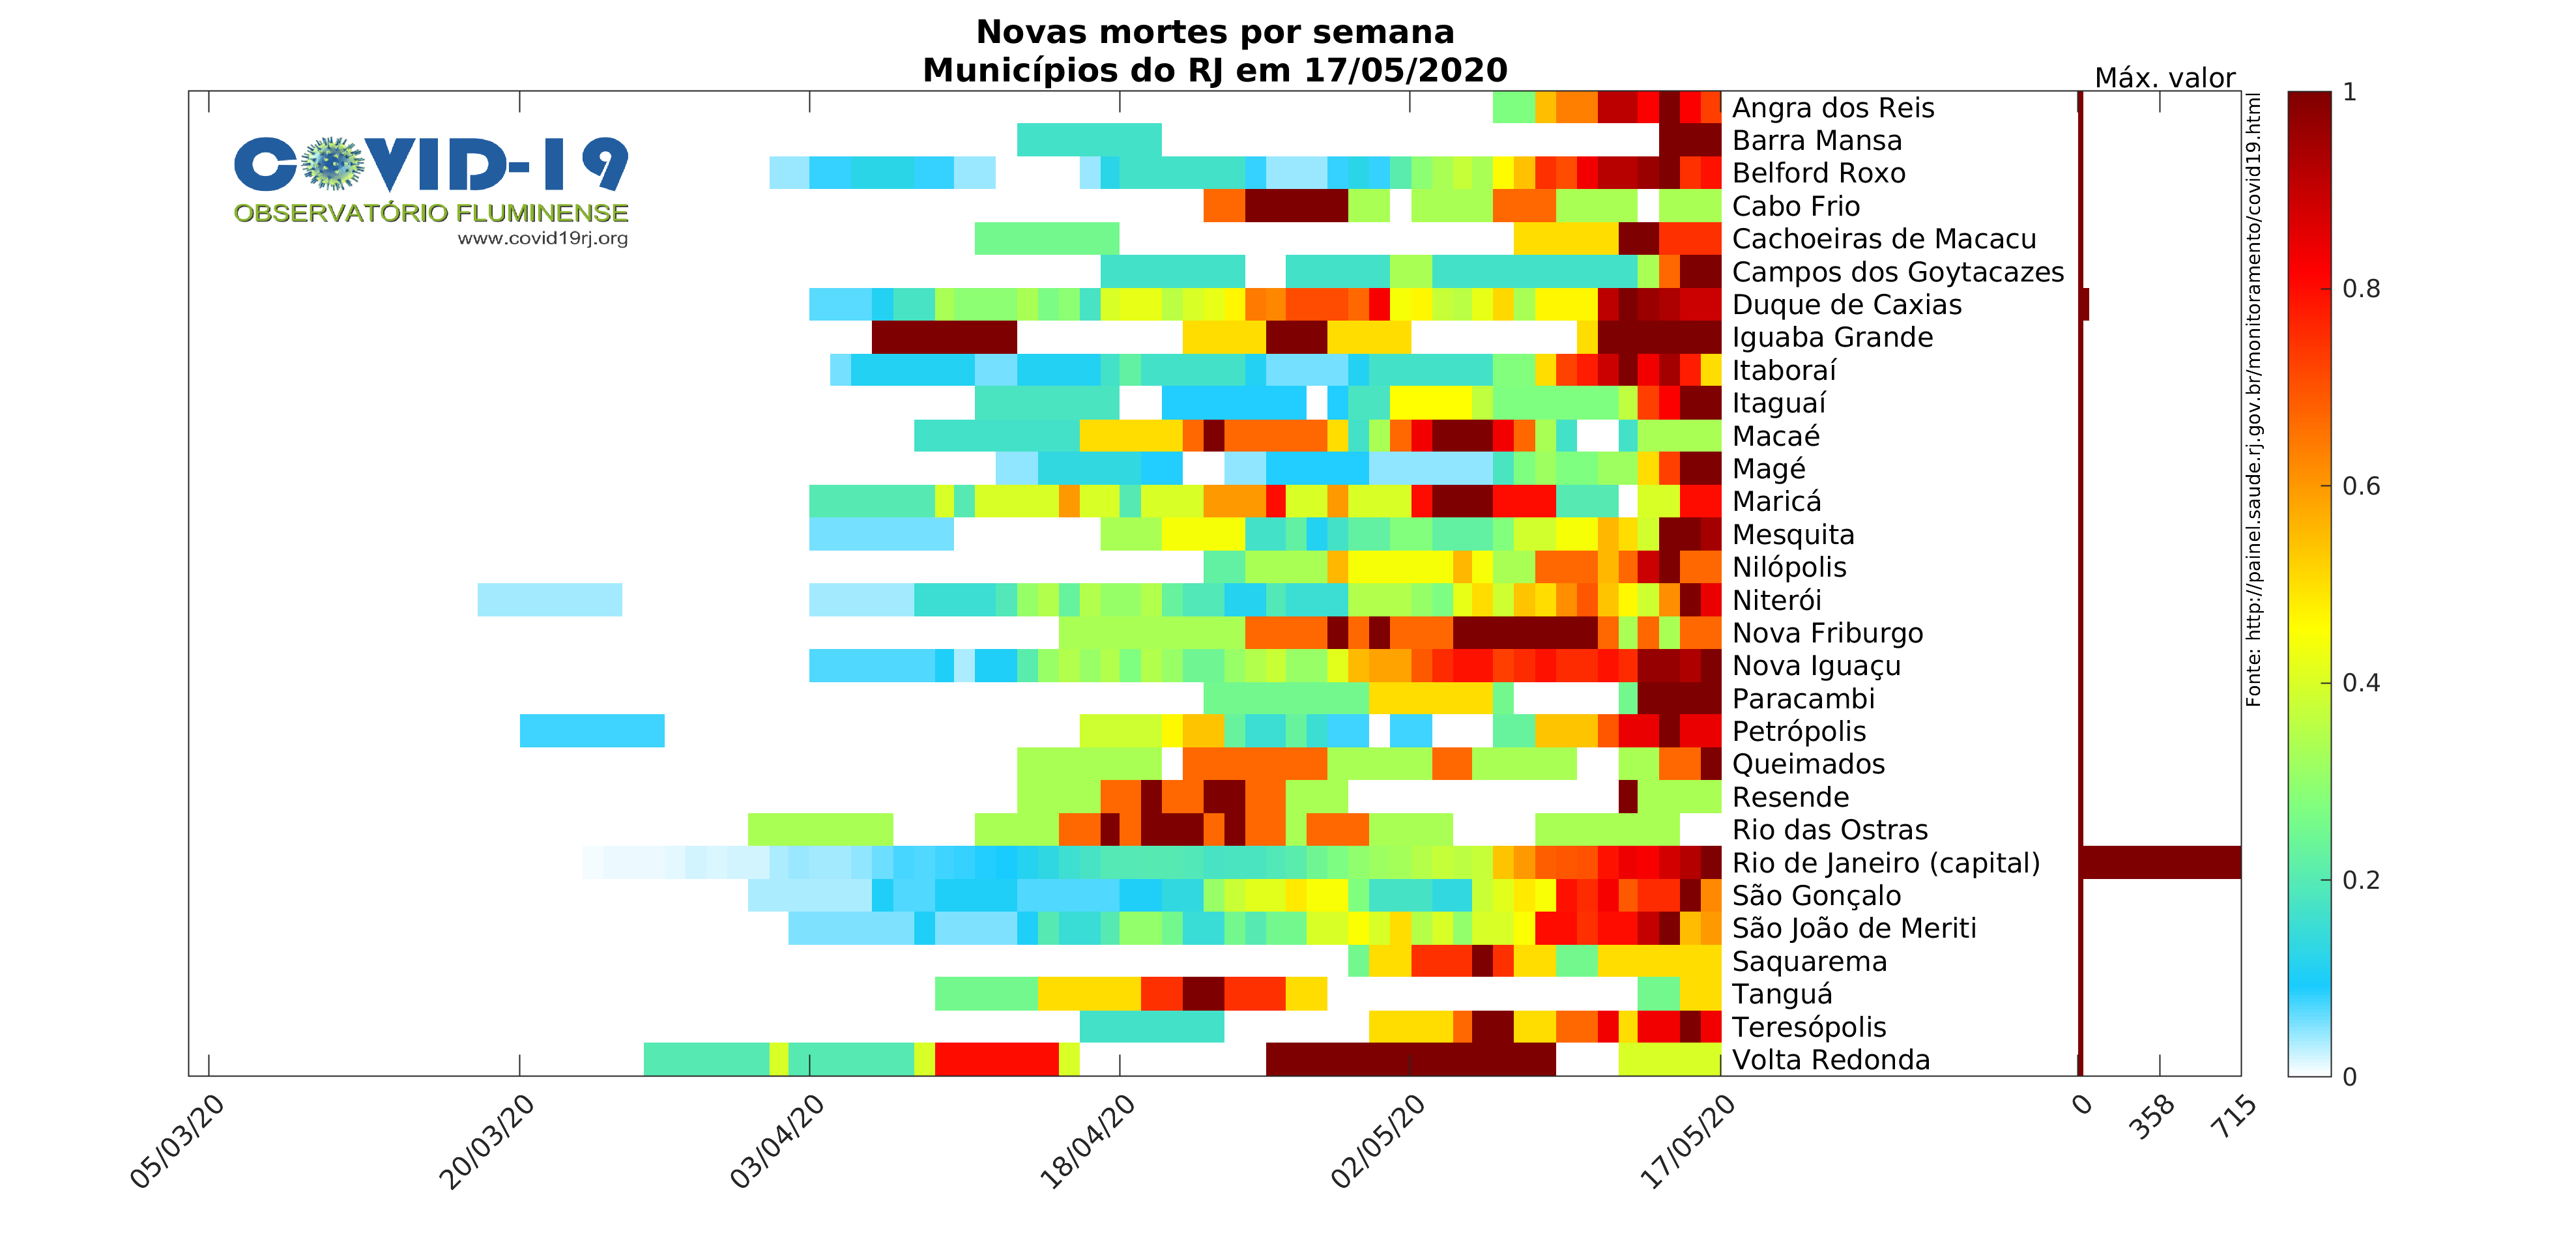 Novas mortes por semana
Municípios do RJ em 17/05/2020
Máx. valor
COVID-19
OBSERVATÓRIO FLUMINENSE
www.covid19rj.org
Angra dos Reis
Barra Mansa
Belford Roxo
Cabo Frio
Cachoeiras de Macacu
Campos dos Goytacazes
Duque de Caxias
Iguaba Grande
Itaboraí
Itaguaí
Macaé
Magé
Maricá
Mesquita
Nilópolis
Niterói
Nova Friburgo
Nova Iguaçu
Paracambi
Petrópolis
Queimados
Resende
Rio das Ostras
Rio de Janeiro (capital)
São Gonçalo
São João de Meriti
Saquarema
Tanguá
Teresópolis
Volta Redonda
05/03/20
20/03/20
03/04/20
18/04/20
02/05/20
17/05/20
0
358
715
Fonte: http://painel.saude.rj.gov.br/monitoramento/covid19.html
1
0.8
0.6
0.4
0.2
0